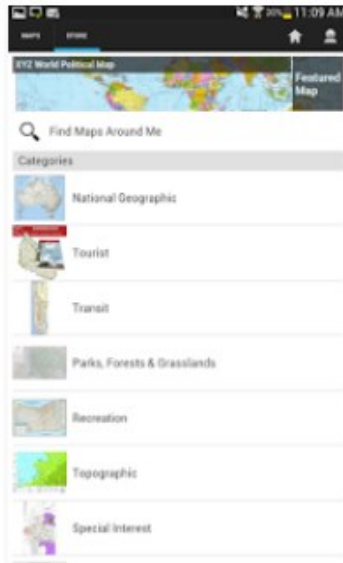 11:09 AM
MAPS STORE
XYZ World Political Map
Featured
Map
Find Maps Around Me
Categories
National Geographic
Tourist
Transit
Parks, Forests & Grasslands
Recreation
Topographic
Special Interest